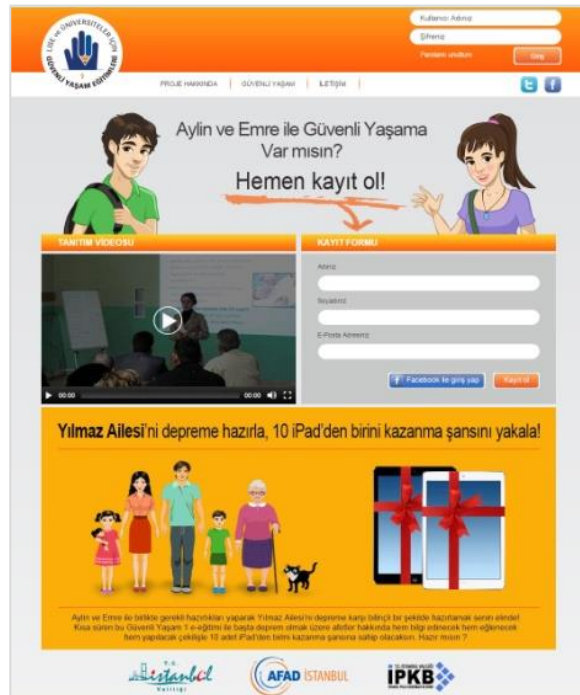 Kullanıcı Adınız
Şifreniz
Giriş
LİSE ve ÜNİVERSİTELER İÇİN
GÜVENLİ YAŞAM EĞİTİMLERİ
PROJE HAKKINDA
GÜVENLİ YAŞAM
İLETİŞİM
Aylin ve Emre ile Güvenli Yaşama
Var mısın?
Hemen kayıt ol!
TANITIM VİDEOSU
KAYIT FORMU
Adınız
Soyadınız
E-Posta Adresiniz
00:00
00:00
Facebook ile giriş yap
Kayıt ol
Yılmaz Ailesi'ni depreme hazırla, 10 iPad'den birini kazanma şansını yakala!
Aylin ve Emre ile birlikte gerekli hazırlıkları yaparak Yılmaz Ailesi'ni depreme karşı bilinçli bir şekilde hazırlamak senin elinde!
Kısa süren bu Güvenli Yaşam 1 e-eğitimi ile başta deprem olmak üzere afetler hakkında hem bilgi edinecek hem eğlenecek
hem yapılacak çekilişle 10 adet iPad'den birini kazanma şansına sahip olacaksın. Hazır mısın ?
T.C.
İstanbul
Valiliği
AFAD İSTANBUL
İPKB